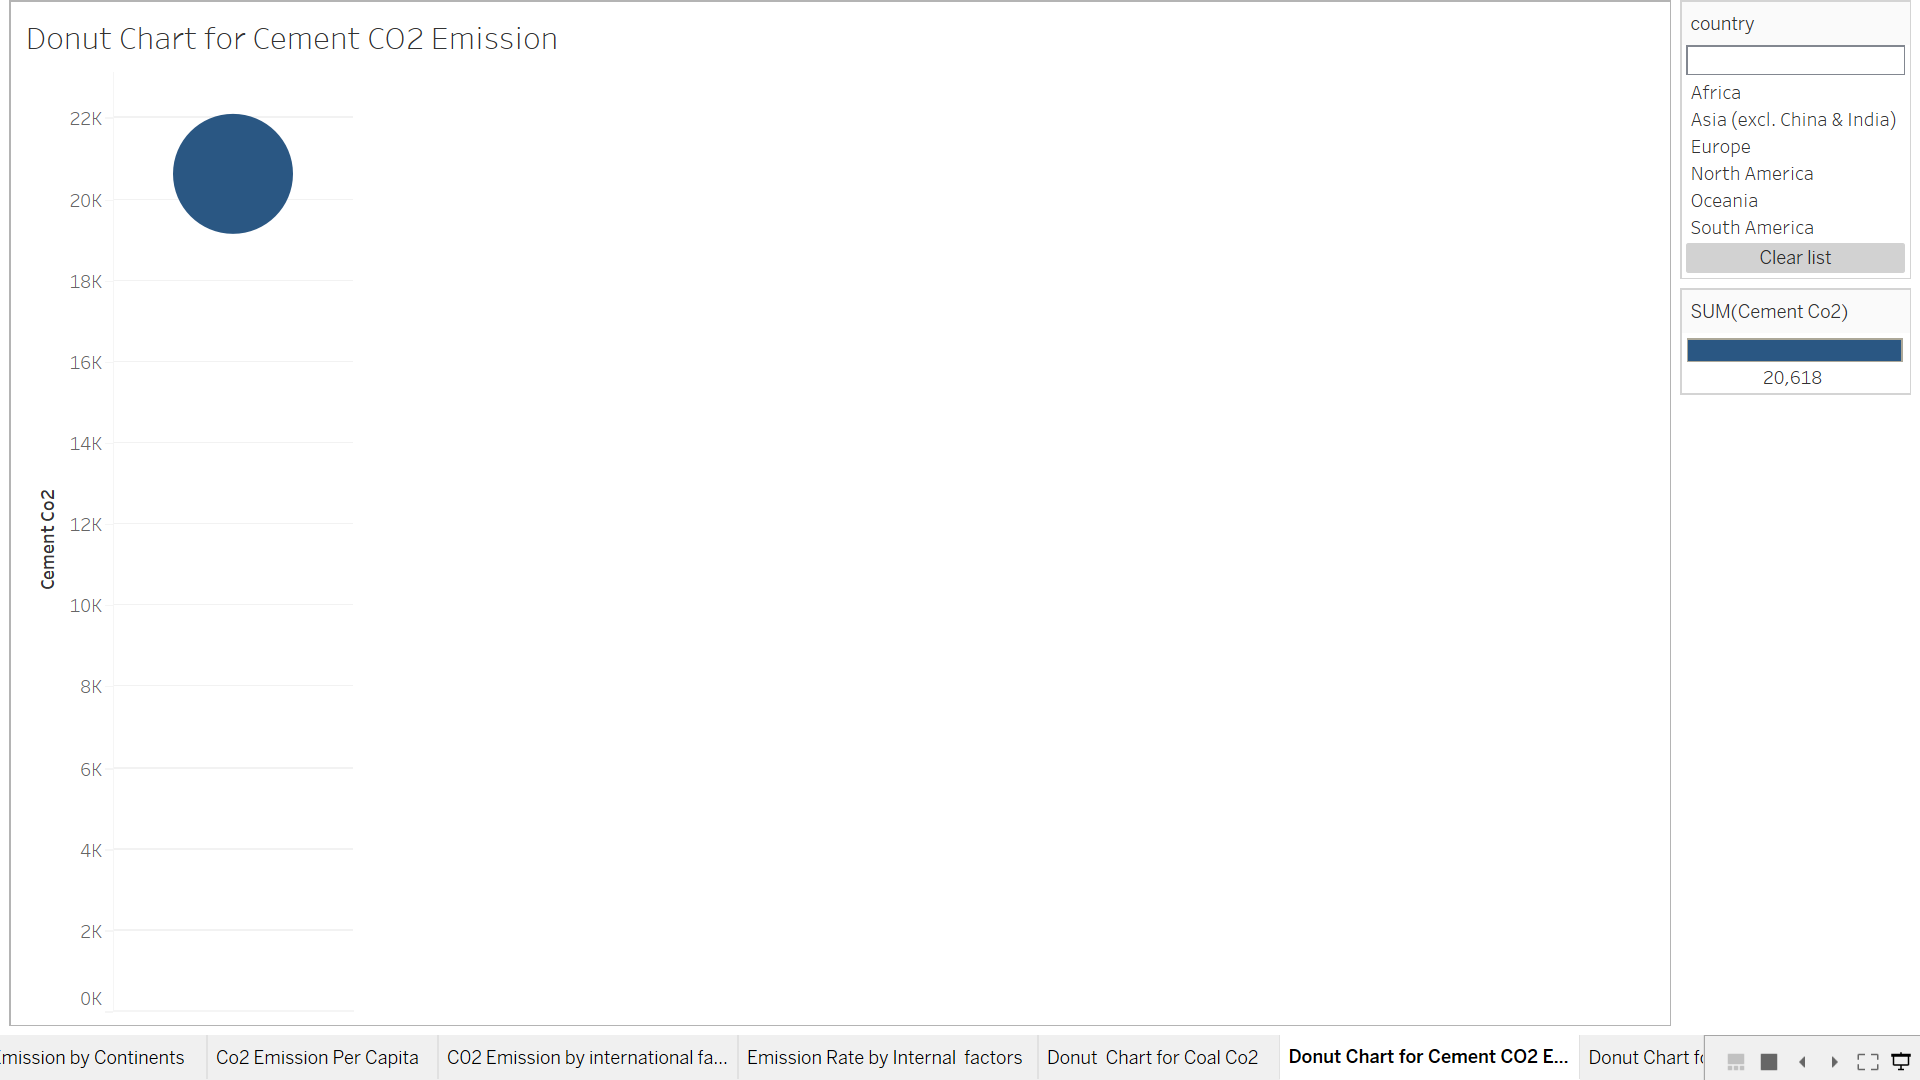 Donut Chart for Cement CO2 Emission
22K
20K
18K
16K
14K
12K
10K
8K
6K
4K
2K
0K
Cement Co2
country
Africa
Asia (excl. China & India)
Europe
North America
Oceania
South America
Clear list
SUM(Cement Co2)
20,618
mission by Continents
Co2 Emission Per Capita
C02 Emission by international fa...
Emission Rate by Internal factors
Donut Chart for Coal Co2
Donut Chart for Cement CO2 E...
Donut Chart fo